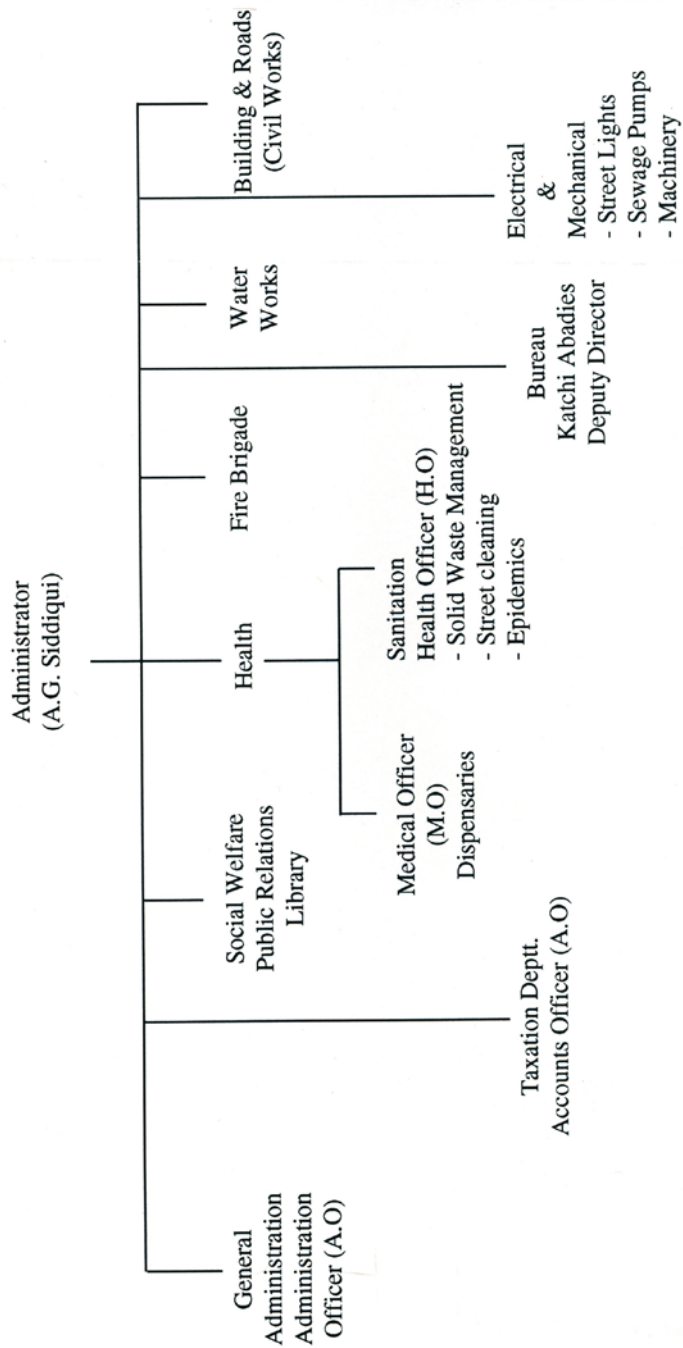 Administrator
(A.G. Siddiqui)
General
Administration
Administration
Officer (A.O)
Taxation Deptt.
Accounts Officer (A.O)
Social Welfare
Public Relations
Library
Health
Medical Officer
(M.O)
Dispensaries
Sanitation
Health Officer (H.O)
- Solid Waste Management
- Street cleaning
- Epidemics
Fire Brigade
Bureau
Katchi Abadies
Deputy Director
Water
Works
Electrical
&
Mechanical
- Street Lights
- Sewage Pumps
- Machinery
Building & Roads
(Civil Works)